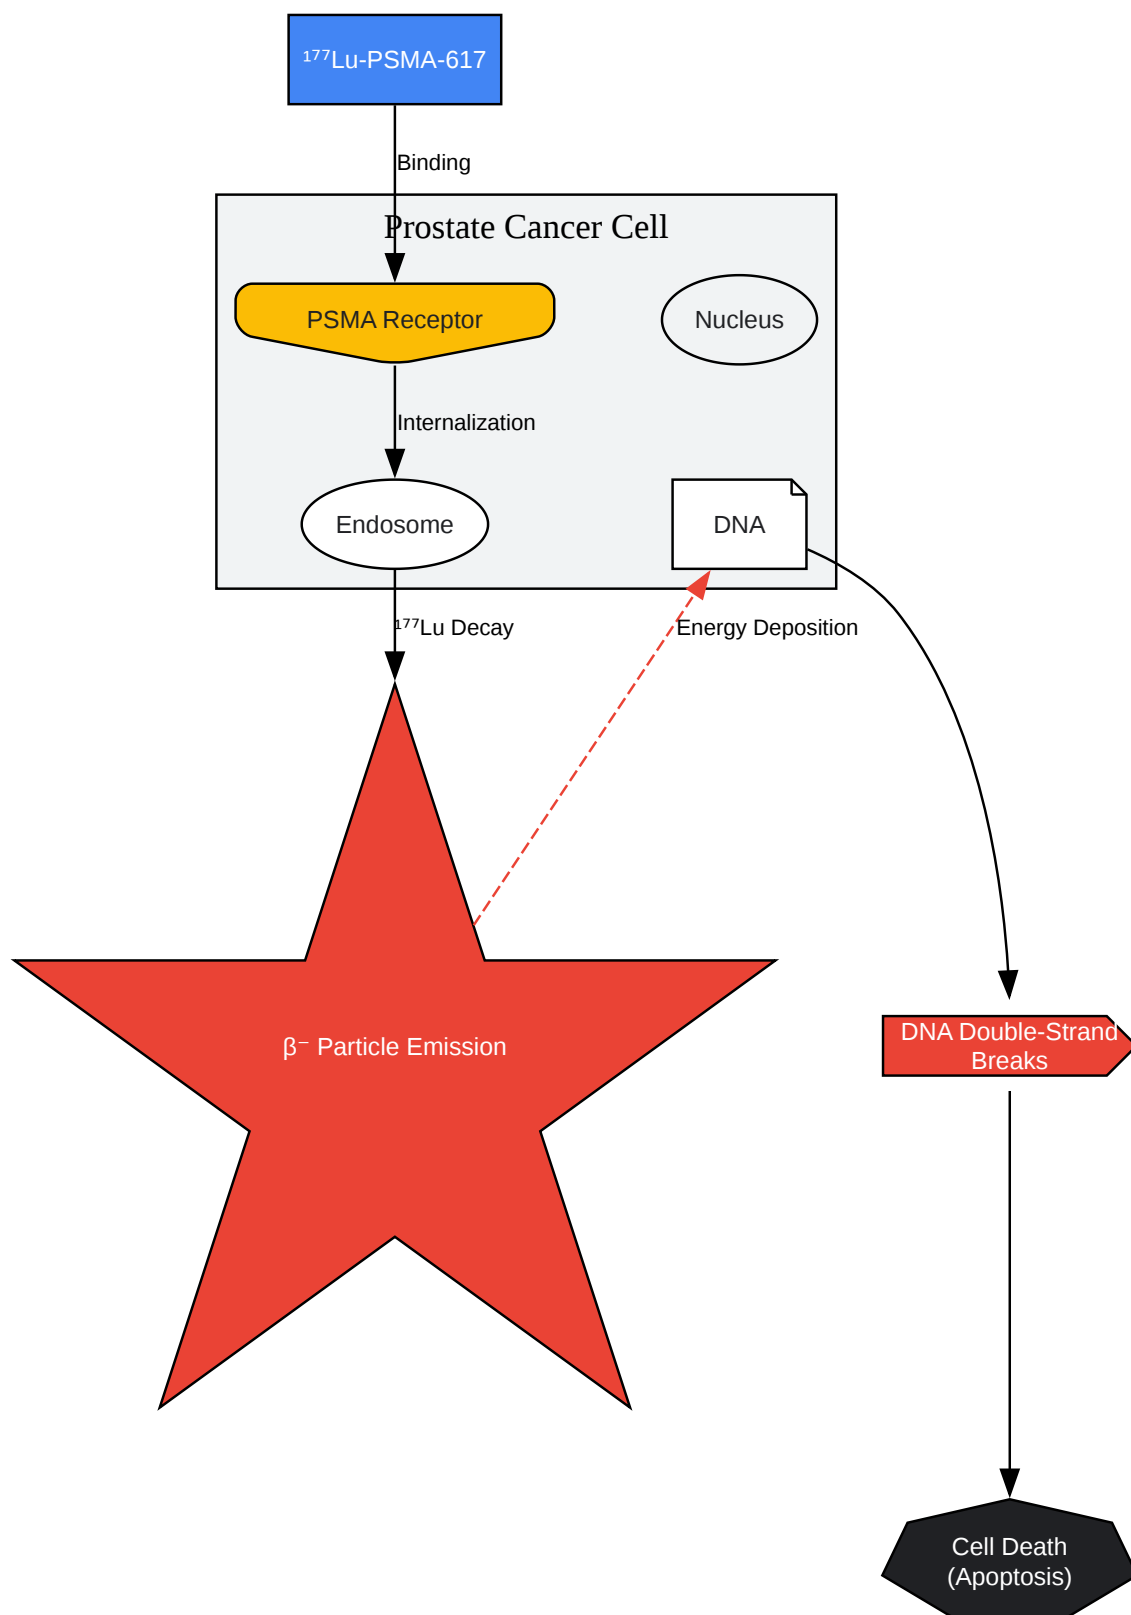 ¹⁷⁷Lu-PSMA-617
Binding
Prostate Cancer Cell
PSMA Receptor
Nucleus
Internalization
Endosome
DNA
¹⁷⁷Lu Decay
Energy Deposition
β⁻ Particle Emission
DNA Double-Strand
Breaks
Cell Death
(Apoptosis)